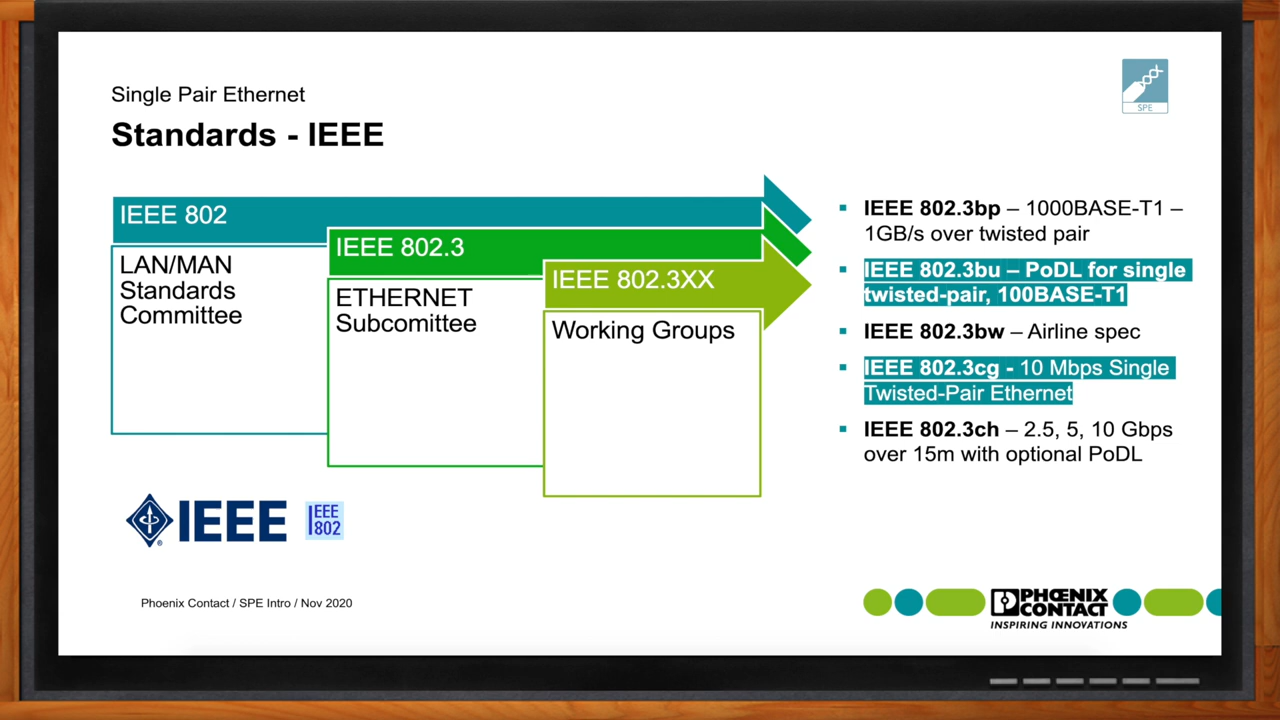 Single Pair Ethernet
Standards - IEEE
SPE
IEEE 802
LAN/MAN
Standards
Committee
IEEE 802.3
ETHERNET
Subcomittee
IEEE 802.3XX
Working Groups
IEEE 802.3bp – 1000BASE-T1 –
1GB/s over twisted pair
IEEE 802.3bu – PoDL for single
twisted-pair, 100BASE-T1
IEEE 802.3bw – Airline spec
IEEE 802.3cg - 10 Mbps Single
Twisted-Pair Ethernet
IEEE 802.3ch – 2.5, 5, 10 Gbps
over 15m with optional PoDL
IEEE
IEEE
802
Phoenix Contact / SPE Intro / Nov 2020
PHŒNIX
CONTACT
INSPIRING INNOVATIONS